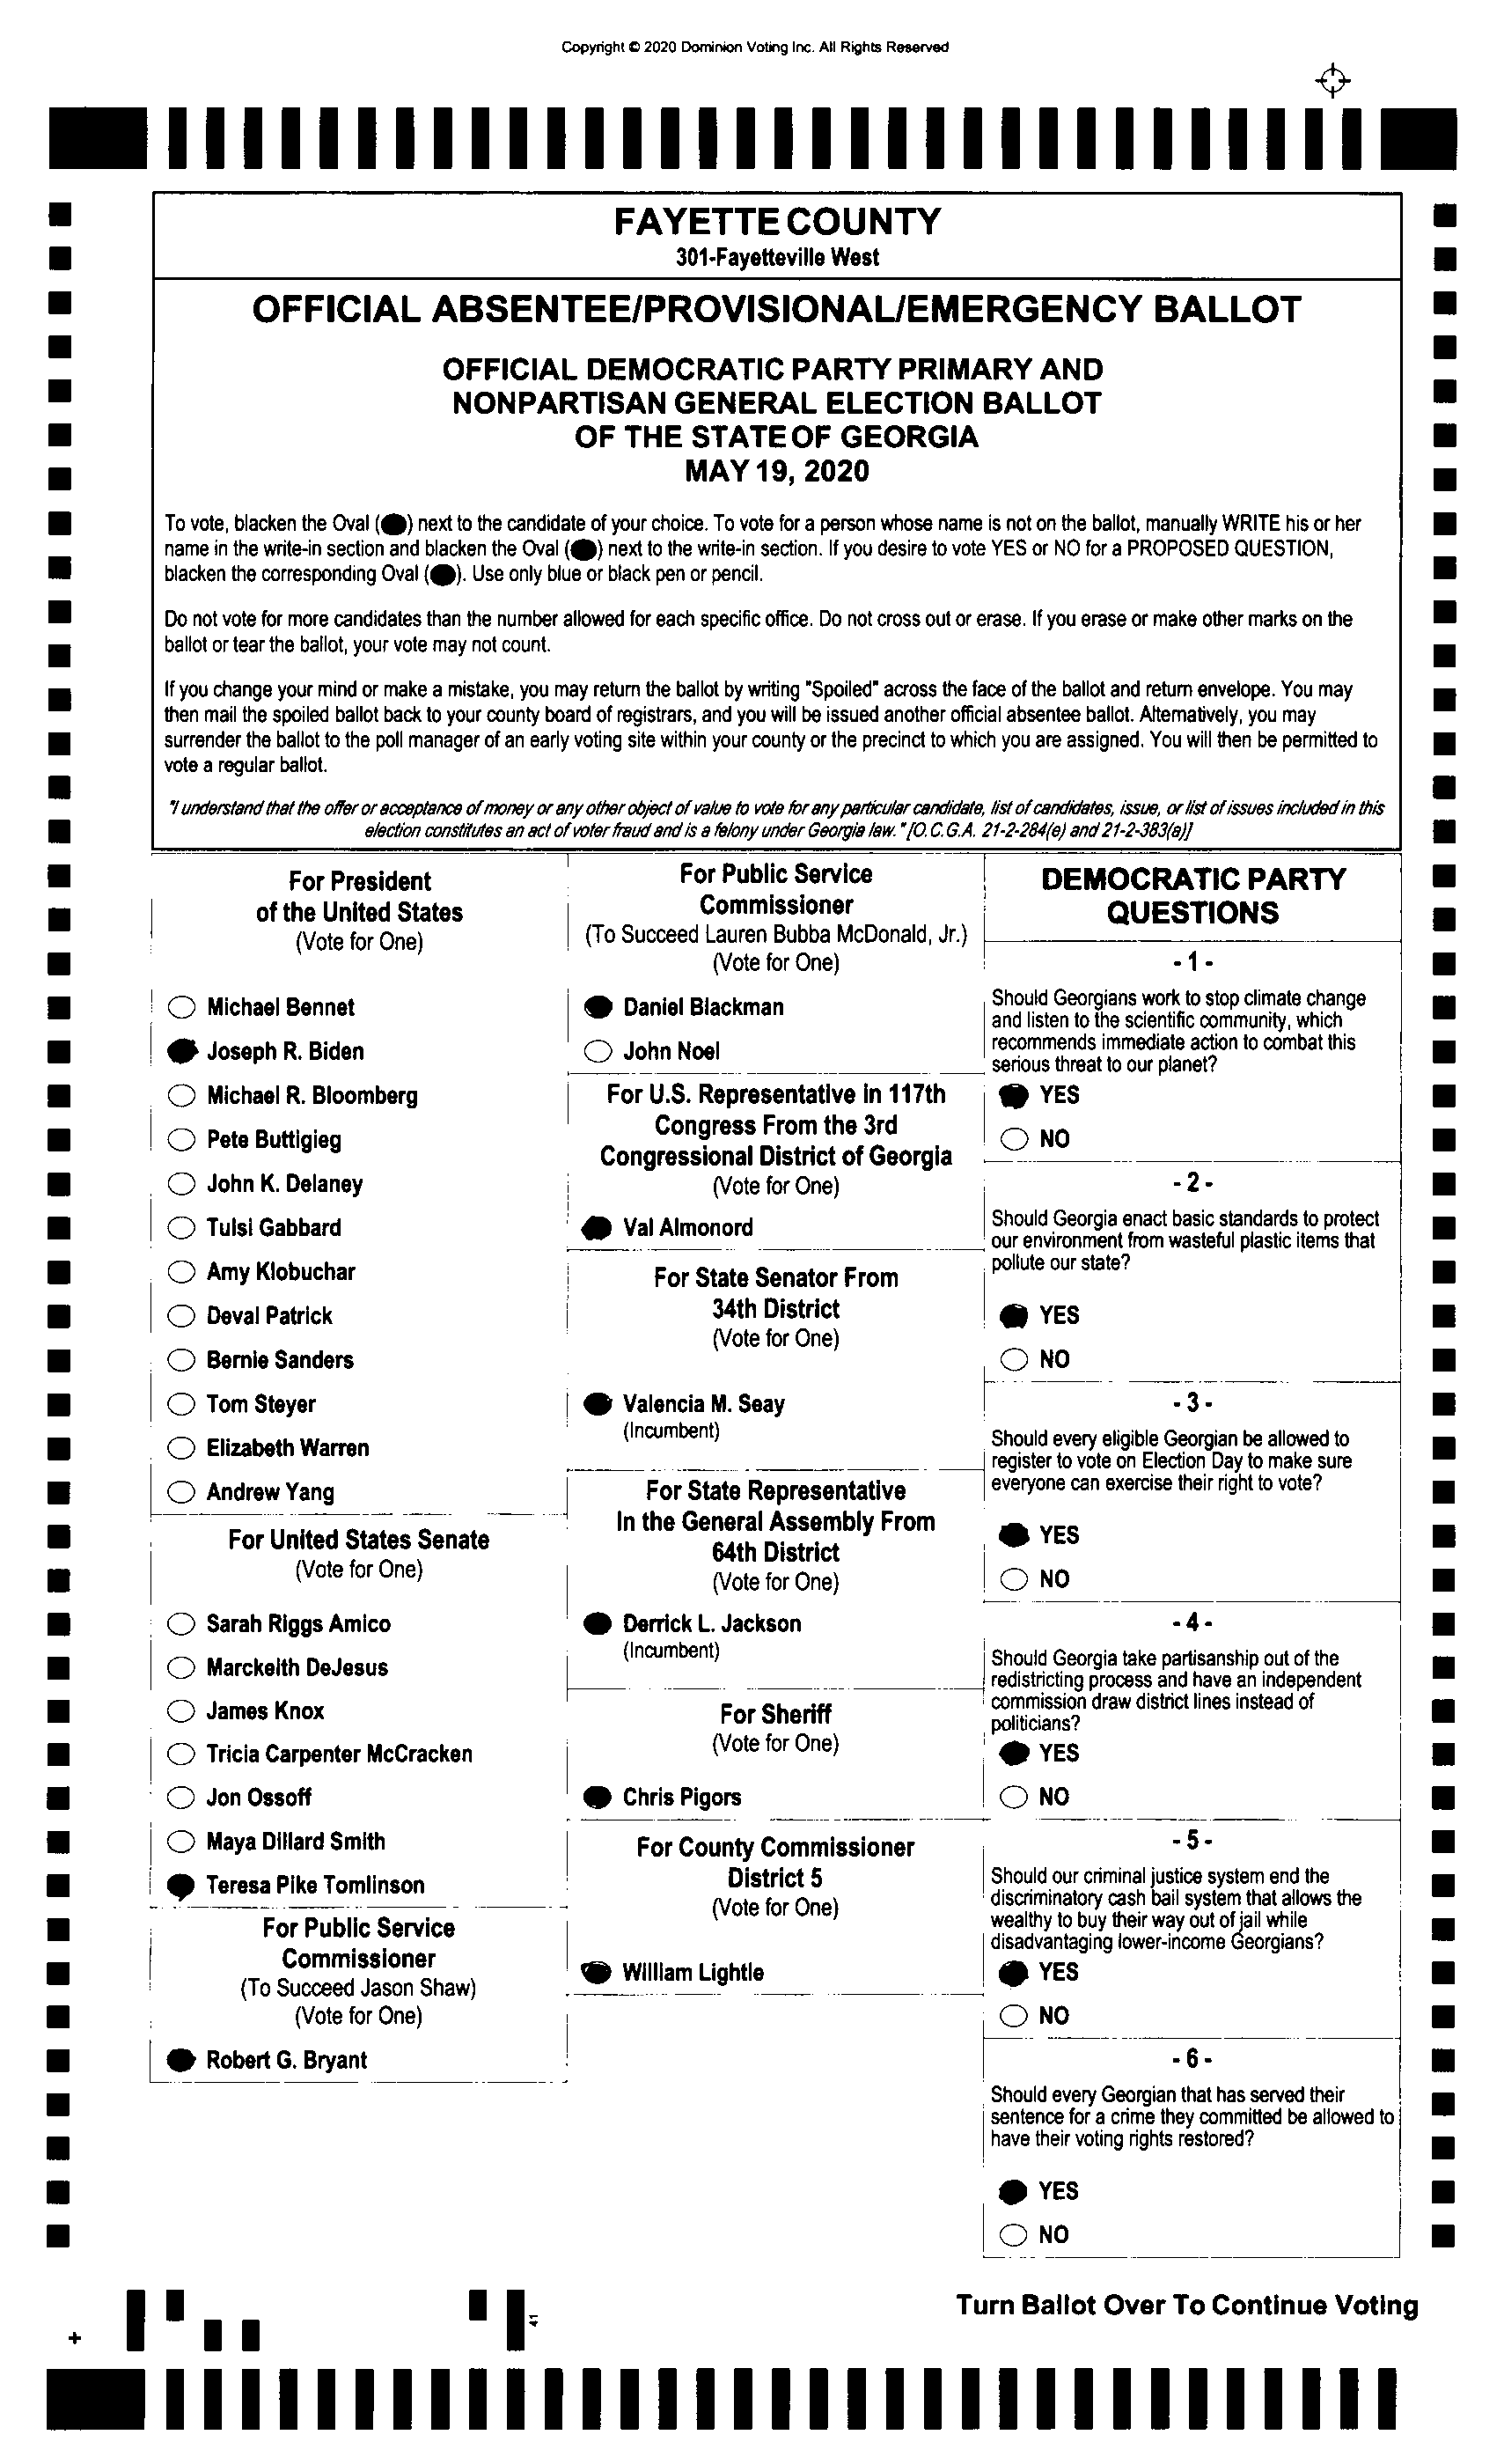 Copyright © 2020 Dominion Voting Inc. All Rights Reserved
FAYETTE COUNTY
301-Fayetteville West
OFFICIAL ABSENTEE/PROVISIONAL/EMERGENCY BALLOT
OFFICIAL DEMOCRATIC PARTY PRIMARY AND
NONPARTISAN GENERAL ELECTION BALLOT
OF THE STATE OF GEORGIA
MAY 19, 2020
To vote, blacken the Oval ( ) next to the candidate of your choice. To vote for a person whose name is not on the ballot, manually WRITE his or her
name in the write-in section and blacken the Oval ( ) next to the write-in section. If you desire to vote YES or NO for a PROPOSED QUESTION,
blacken the corresponding Oval ( ). Use only blue or black pen or pencil.
Do not vote for more candidates than the number allowed for each specific office. Do not cross out or erase. If you erase or make other marks on the
ballot or tear the ballot, your vote may not count.
If you change your mind or make a mistake, you may return the ballot by writing "Spoiled" across the face of the ballot and return envelope. You may
then mail the spoiled ballot back to your county board of registrars, and you will be issued another official absentee ballot. Alternatively, you may
surrender the ballot to the poll manager of an early voting site within your county or the precinct to which you are assigned. You will then be permitted to
vote a regular ballot.
"I understand that the offer or acceptance of money or any other object of value to vote for any particular candidate, list of candidates, issue, or list of issues included in this
election constitutes an act of voter fraud and is a felony under Georgia law." [O.C.G.A. 21-2-284(e) and 21-2-383(a)]
For President
of the United States
(Vote for One)
Michael Bennet
Joseph R. Biden
Michael R. Bloomberg
Pete Buttigieg
John K. Delaney
Tulsi Gabbard
Amy Klobuchar
Deval Patrick
Bernie Sanders
Tom Steyer
Elizabeth Warren
Andrew Yang
For United States Senate
(Vote for One)
Sarah Riggs Amico
Marckeith DeJesus
James Knox
Tricia Carpenter McCracken
Jon Ossoff
Maya Dillard Smith
Teresa Pike Tomlinson
For Public Service
Commissioner
(To Succeed Jason Shaw)
(Vote for One)
Robert G. Bryant
For Public Service
Commissioner
(To Succeed Lauren Bubba McDonald, Jr.)
(Vote for One)
Daniel Blackman
John Noel
For U.S. Representative in 117th
Congress From the 3rd
Congressional District of Georgia
(Vote for One)
Val Almonord
For State Senator From
34th District
(Vote for One)
Valencia M. Seay
(Incumbent)
For State Representative
In the General Assembly From
64th District
(Vote for One)
Derrick L. Jackson
(Incumbent)
For Sheriff
(Vote for One)
Chris Pigors
For County Commissioner
District 5
(Vote for One)
William Lightle
DEMOCRATIC PARTY
QUESTIONS
- 1 -
Should Georgians work to stop climate change
and listen to the scientific community, which
recommends immediate action to combat this
serious threat to our planet?
YES
NO
- 2 -
Should Georgia enact basic standards to protect
our environment from wasteful plastic items that
pollute our state?
YES
NO
- 3 -
Should every eligible Georgian be allowed to
register to vote on Election Day to make sure
everyone can exercise their right to vote?
YES
NO
- 4 -
Should Georgia take partisanship out of the
redistricting process and have an independent
commission draw district lines instead of
politicians?
YES
NO
- 5 -
Should our criminal justice system end the
discriminatory cash bail system that allows the
wealthy to buy their way out of jail while
disadvantaging lower-income Georgians?
YES
NO
- 6 -
Should every Georgian that has served their
sentence for a crime they committed be allowed to
have their voting rights restored?
YES
NO
Turn Ballot Over To Continue Voting
+
41